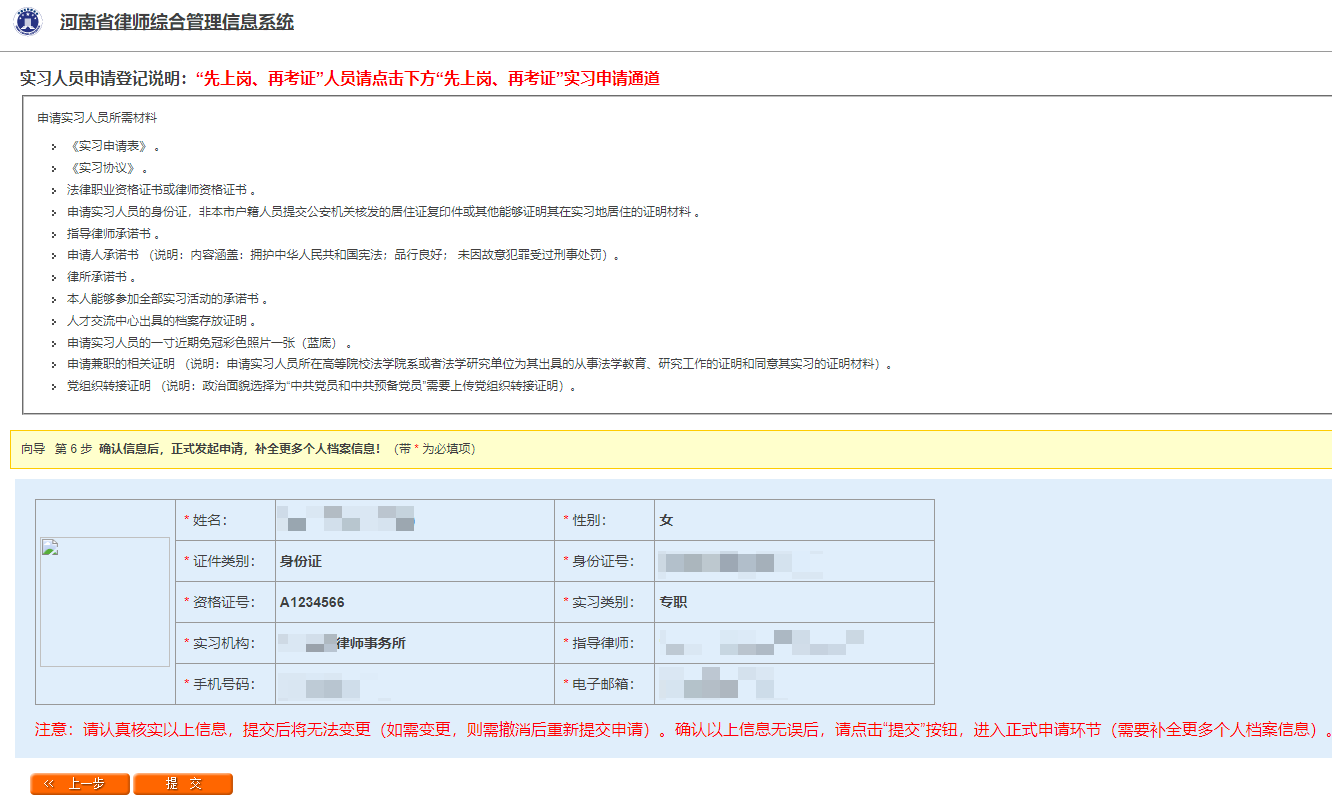 河南省律师综合管理信息系统
实习人员申请登记说明：“先上岗、再考证”人员请点击下方“先上岗、再考证”实习申请通道
申请实习人员所需材料
《实习申请表》 。
《实习协议》 。
法律职业资格证书或律师资格证书 。
申请实习人员的身份证，非本市户籍人员提交公安机关核发的居住证复印件或其他能够证明其在实习地居住的证明材料 。
指导律师承诺书 。
申请人承诺书 （说明：内容涵盖：拥护中华人民共和国宪法；品行良好； 未因故意犯罪受过刑事处罚）。
律所承诺书 。
本人能够参加全部实习活动的承诺书 。
人才交流中心出具的档案存放证明 。
申请实习人员的一寸近期免冠彩色照片一张（蓝底） 。
申请兼职的相关证明 （说明：申请实习人员所在高等院校法学院系或者法学研究单位为其出具的从事法学教育、研究工作的证明和同意其实习的证明材料）。
党组织转接证明 （说明：政治面貌选择为“中共党员和中共预备党员”需要上传党组织转接证明）。
向导 第 6 步 确认信息后，正式发起申请，补全更多个人档案信息！ （带 * 为必填项）
* 姓名： * 性别： 女
* 证件类别： 身份证 * 身份证号：
* 资格证号： A1234566 * 实习类别： 专职
* 实习机构： 律师事务所 * 指导律师：
* 手机号码： * 电子邮箱：
注意：请认真核实以上信息，提交后将无法变更（如需变更，则需撤消后重新提交申请）。确认以上信息无误后，请点击“提交”按钮，进入正式申请环节（需要补全更多个人档案信息）。
<< 上一步 提 交